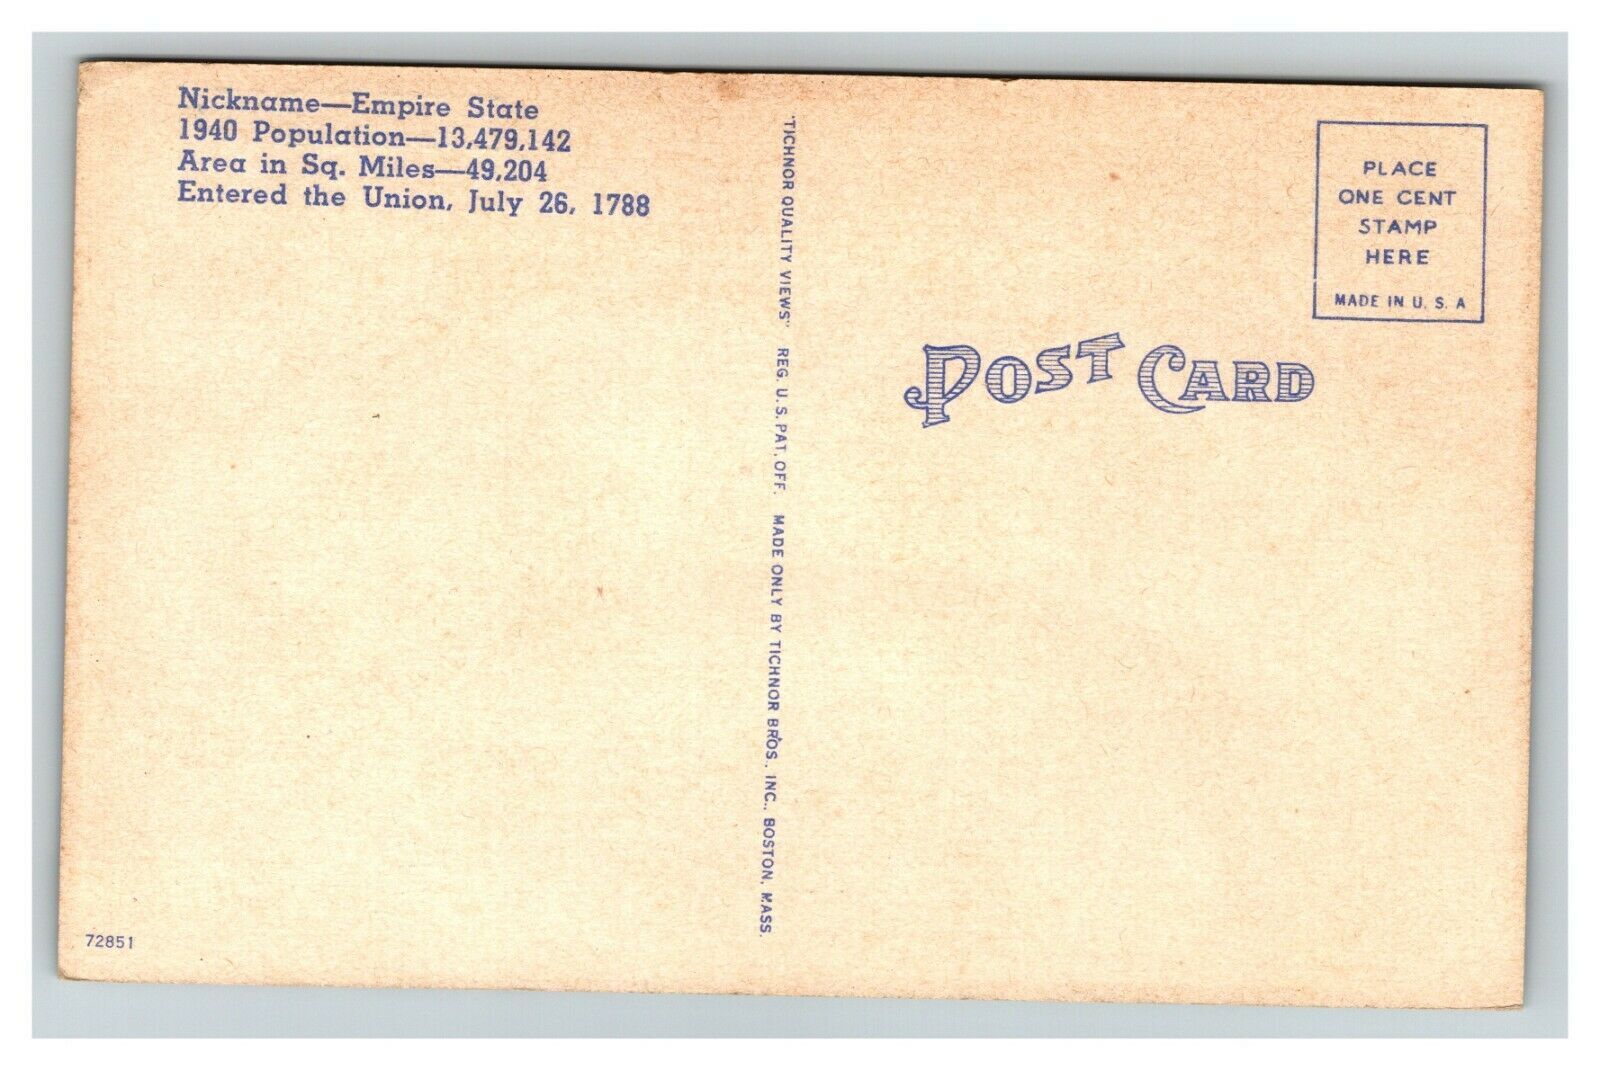 Nickname—Empire State
1940 Population—13,479,142
Area in Sq. Miles—49,204
Entered the Union, July 26, 1788
"TICHNOR QUALITY VIEWS" REG. U. S. PAT. OFF. MADE ONLY BY TICHNOR BROS., INC., BOSTON, MASS.
PLACE
ONE CENT
STAMP
HERE
MADE IN U. S. A
POST CARD
72851